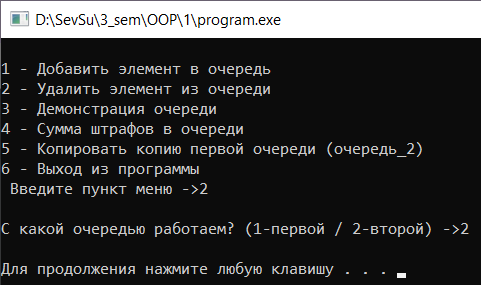 D:\SevSu\3_sem\OOP\1\program.exe
1 - Добавить элемент в очередь
2 - Удалить элемент из очереди
3 - Демонстрация очереди
4 - Сумма штрафов в очереди
5 - Копировать копию первой очереди (очередь_2)
6 - Выход из программы
Введите пункт меню ->2
С какой очередью работаем? (1-первой / 2-второй) ->2
Для продолжения нажмите любую клавишу . . .